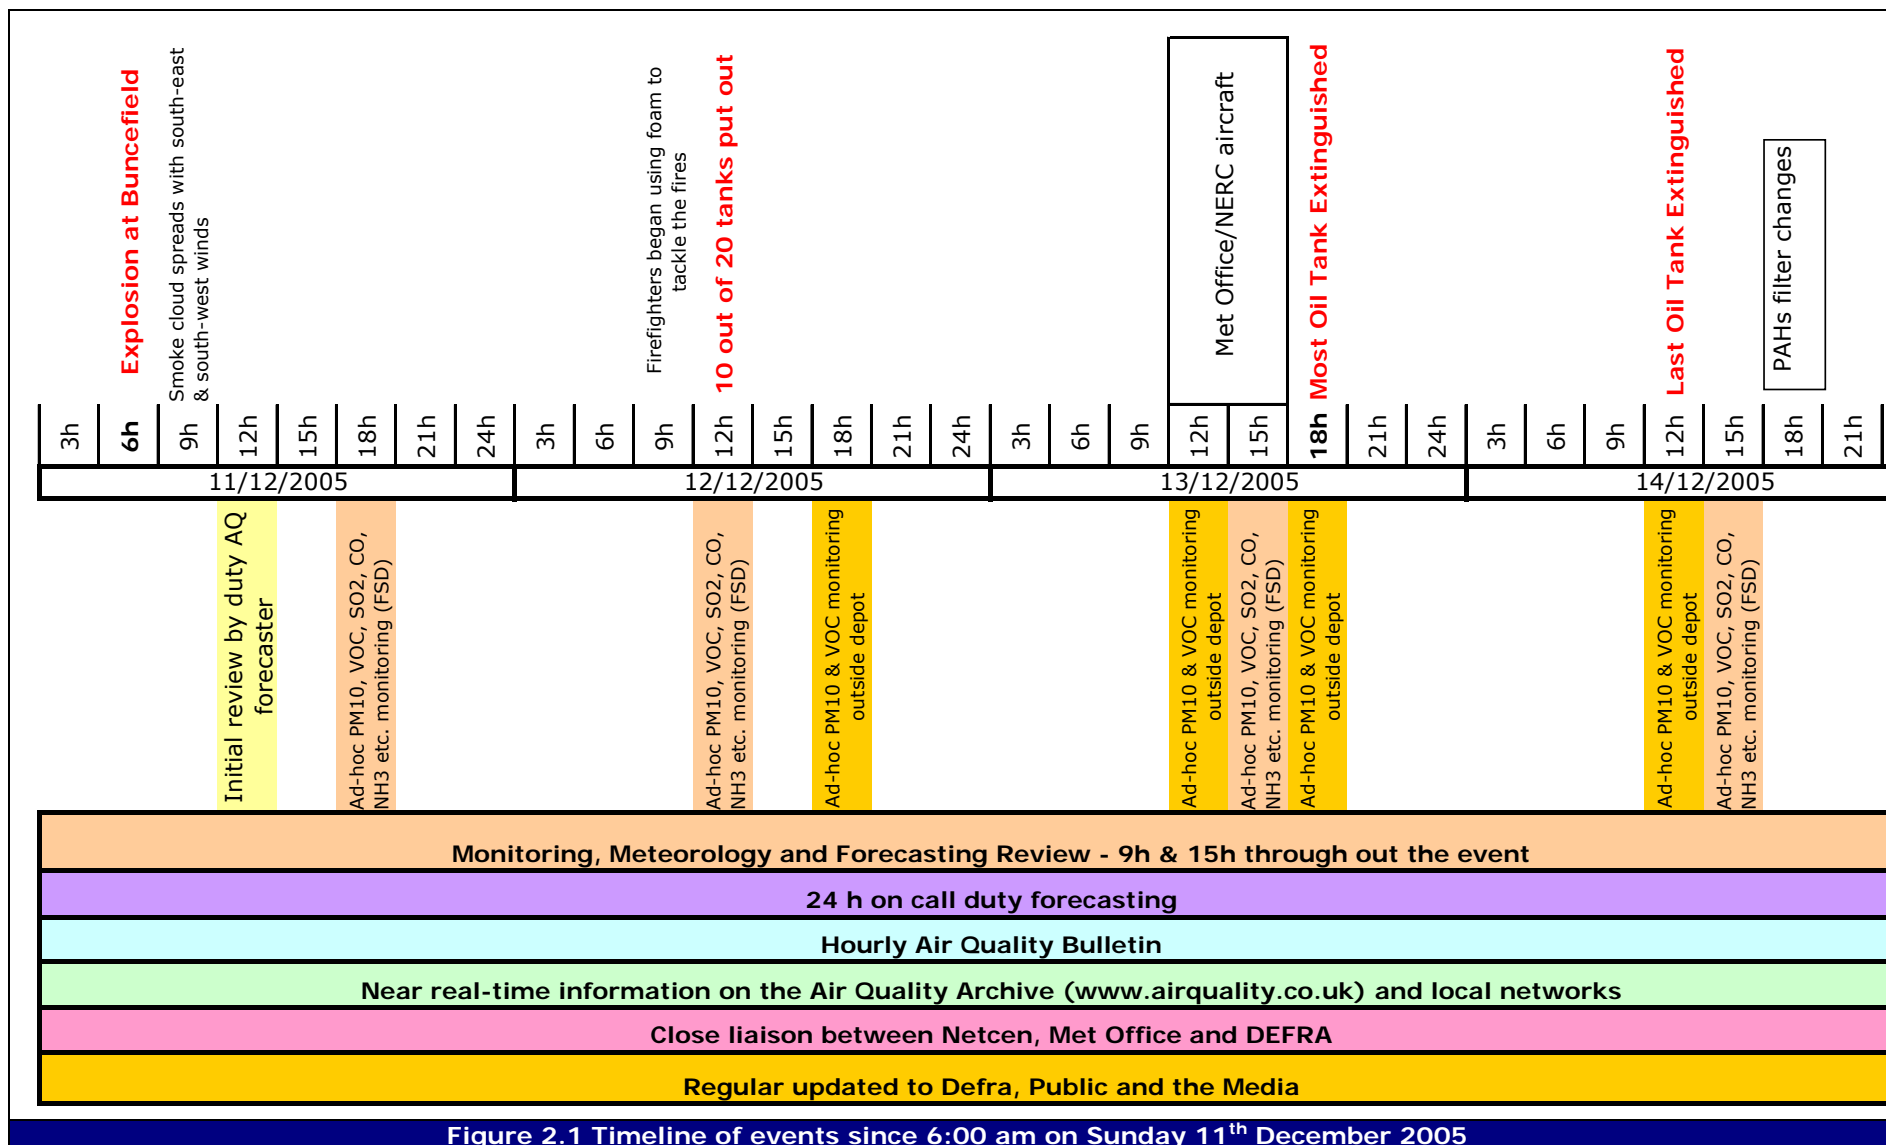 Explosion at Buncefield
Smoke cloud spreads with south-east
& south-west winds
Firefighters began using foam to
tackle the fires
10 out of 20 tanks put out
Met Office/NERC aircraft
Most Oil Tank Extinguished
Last Oil Tank Extinguished
PAHs filter changes
3h 6h 9h 12h 15h 18h 21h 24h 3h 6h 9h 12h 15h 18h 21h 24h 3h 6h 9h 12h 15h 18h 21h 24h 3h 6h 9h 12h 15h 18h 21h
11/12/2005 12/12/2005 13/12/2005 14/12/2005
Initial review by duty AQ
forecaster
Ad-hoc PM10, VOC, SO2, CO,
NH3 etc. monitoring (FSD)
Ad-hoc PM10, VOC, SO2, CO,
NH3 etc. monitoring (FSD)
Ad-hoc PM10 & VOC monitoring
outside depot
Ad-hoc PM10 & VOC monitoring
outside depot
Ad-hoc PM10, VOC, SO2, CO,
NH3 etc. monitoring (FSD)
Ad-hoc PM10 & VOC monitoring
outside depot
Ad-hoc PM10 & VOC monitoring
outside depot
Ad-hoc PM10, VOC, SO2, CO,
NH3 etc. monitoring (FSD)
Monitoring, Meteorology and Forecasting Review - 9h & 15h through out the event
24 h on call duty forecasting
Hourly Air Quality Bulletin
Near real-time information on the Air Quality Archive (www.airquality.co.uk) and local networks
Close liaison between Netcen, Met Office and DEFRA
Regular updated to Defra, Public and the Media
Figure 2.1 Timeline of events since 6:00 am on Sunday 11th December 2005